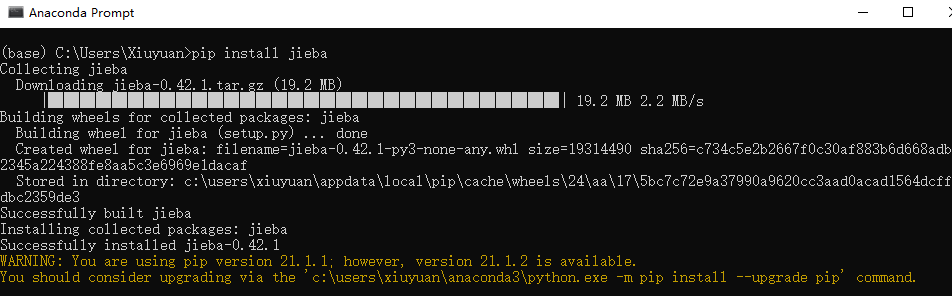 Anaconda Prompt
(base) C:\Users\Xiuyuan>pip install jieba
Collecting jieba
  Downloading jieba-0.42.1.tar.gz (19.2 MB)
     |████████████████████████████████| 19.2 MB 2.2 MB/s
Building wheels for collected packages: jieba
  Building wheel for jieba (setup.py) ... done
  Created wheel for jieba: filename=jieba-0.42.1-py3-none-any.whl size=19314490 sha256=c734c5e2b2667f0c30af883b6d668adb
2345a224388fe8aa5c3e6969e1dacaf
  Stored in directory: c:\users\xiuyuan\appdata\local\pip\cache\wheels\24\aa\17\5bc7c72e9a37990a9620cc3aad0acad1564dcff
dbc2359de3
Successfully built jieba
Installing collected packages: jieba
Successfully installed jieba-0.42.1
WARNING: You are using pip version 21.1.1; however, version 21.1.2 is available.
You should consider upgrading via the 'c:\users\xiuyuan\anaconda3\python.exe -m pip install --upgrade pip' command.